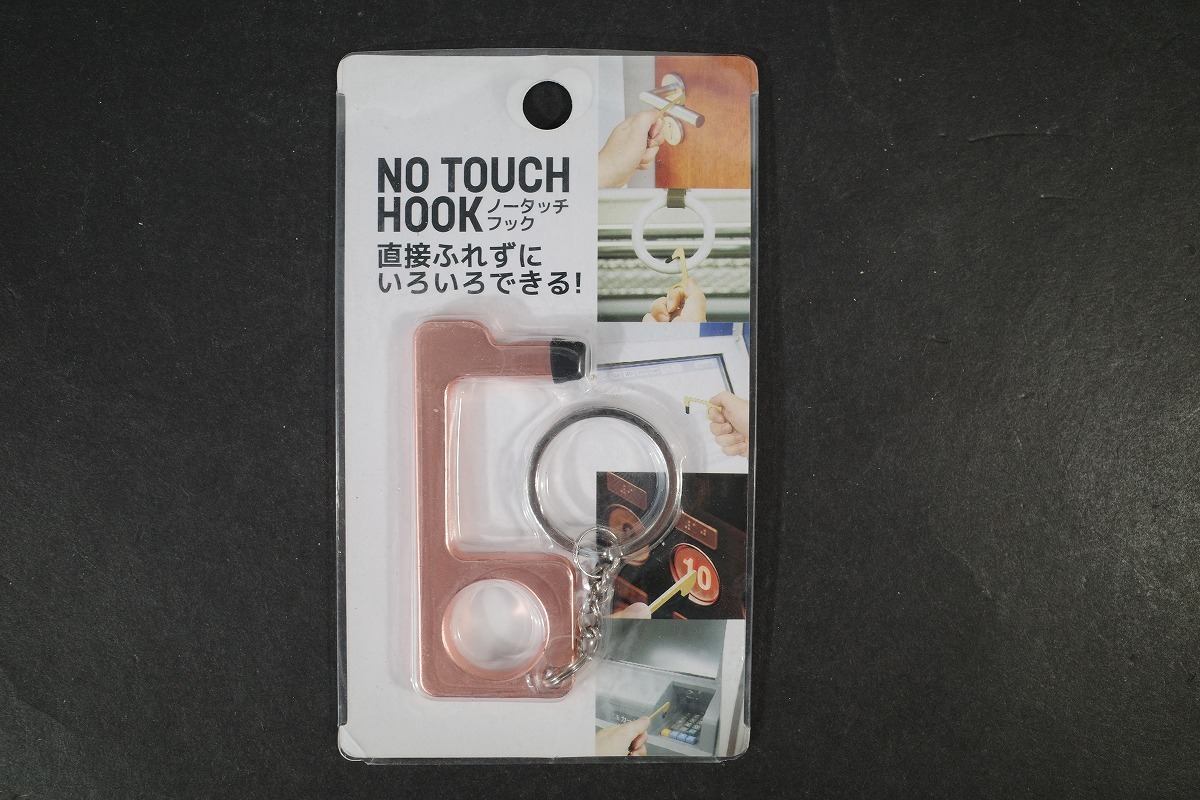 NO TOUCH
HOOK ノータッチ
フック
直接ふれずに
いろいろできる!
10